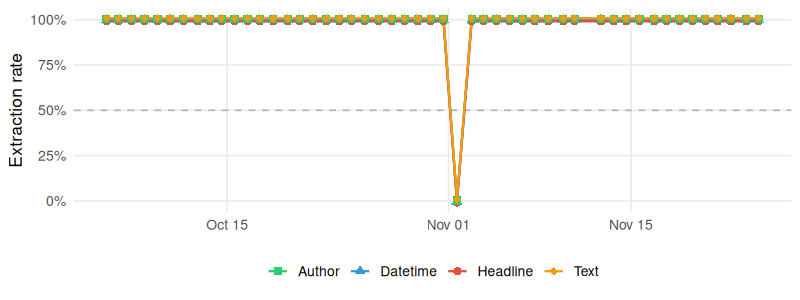 100%
75%
50%
25%
0%
Extraction rate
Oct 15 Nov 01 Nov 15
Author Datetime Headline Text